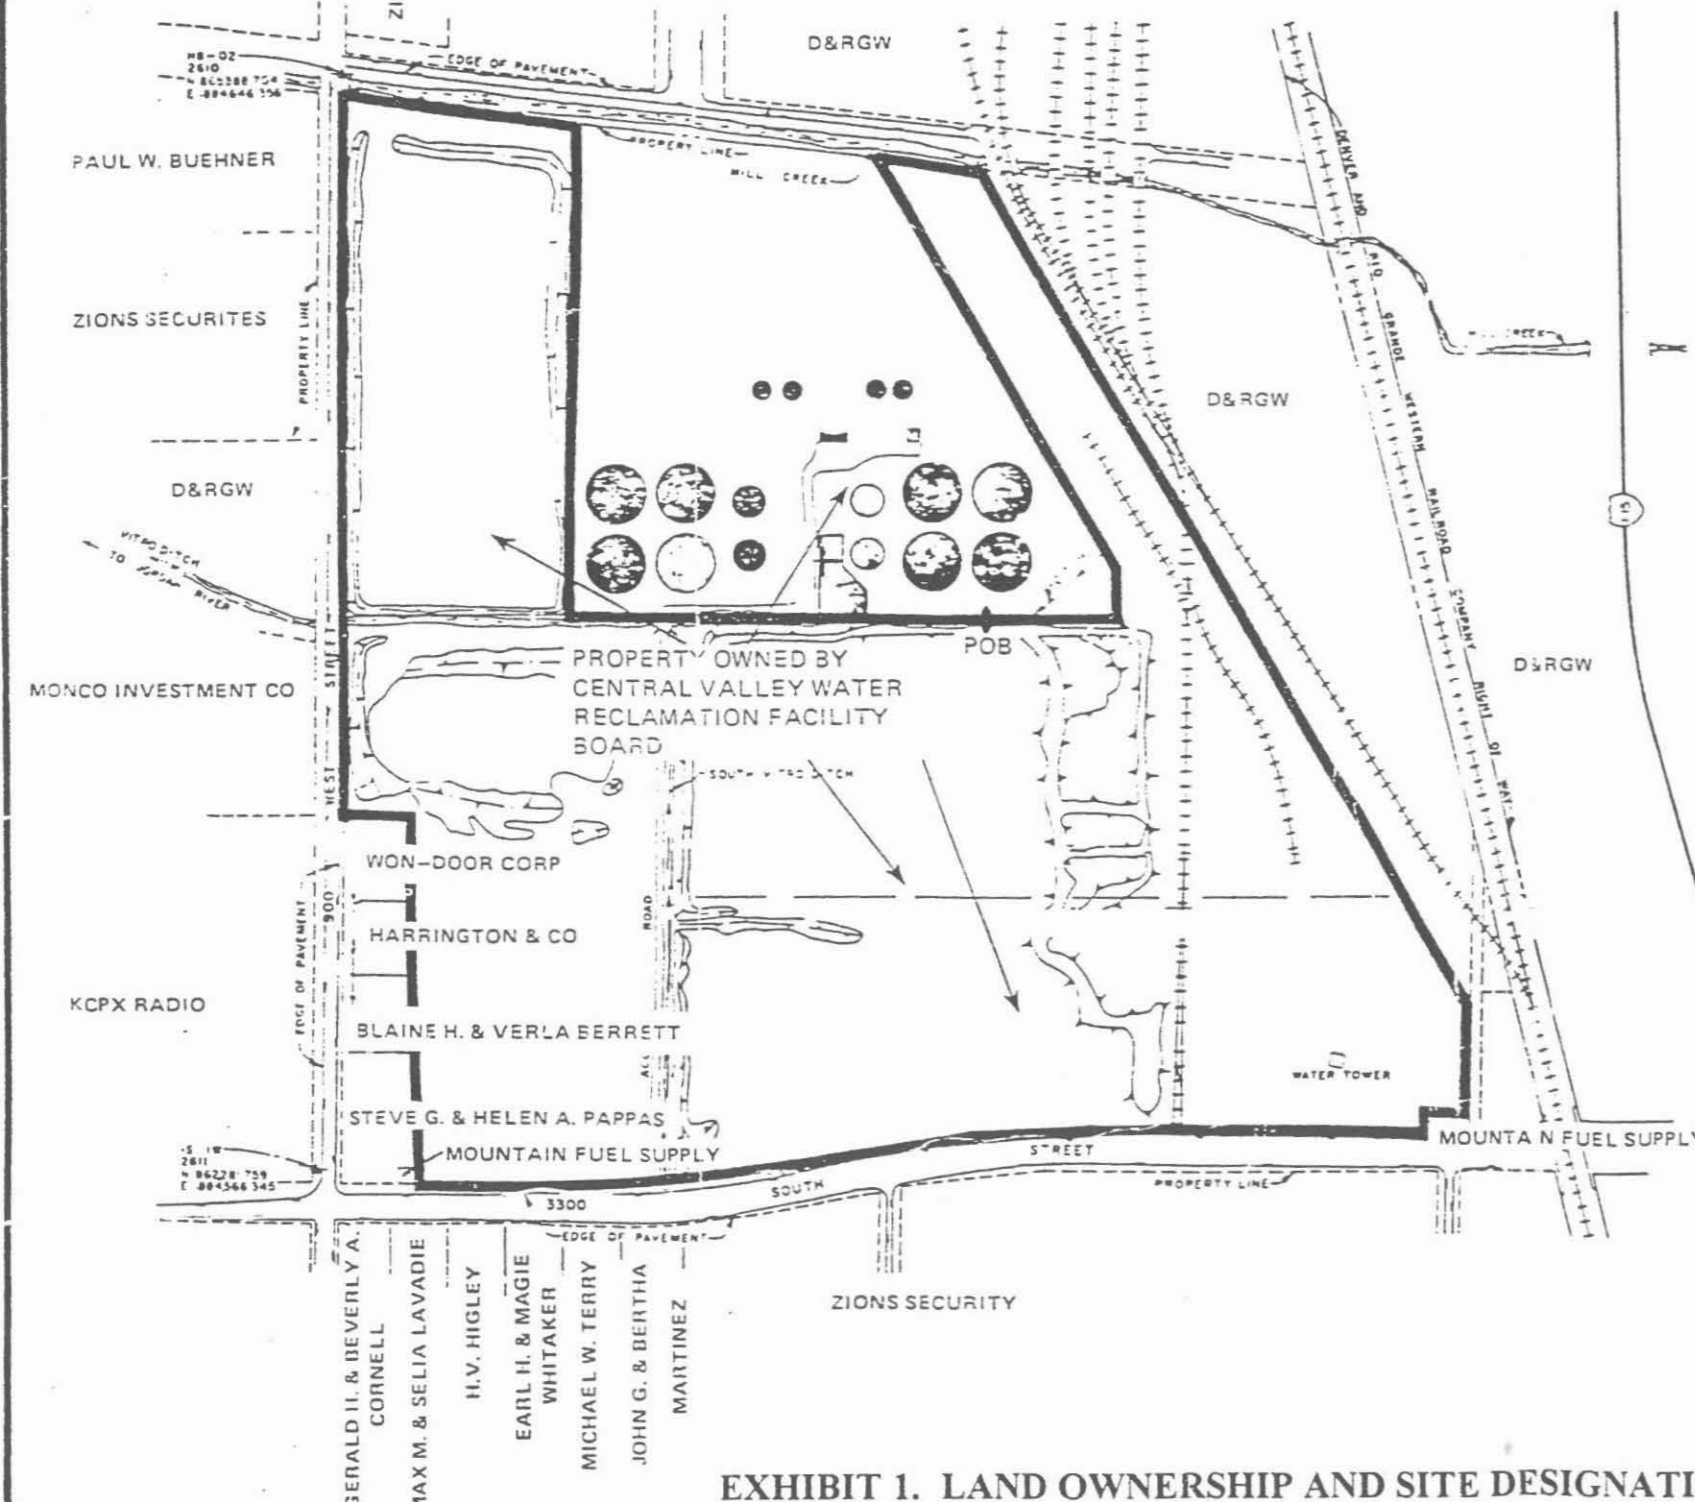 ZI
D&RGW
EDGE OF PAVEMENT
2610
PAUL W. BUEHNER
PROPERTY LINE
MILL CREEK
DENVER AND RIO GRANDE WESTERN RAILROAD COMPANY RIGHT OF WAY
ZIONS SECURITES
PROPERTY LINE
D&RGW
D&RGW
115
VITRO DITCH
TO JORDAN RIVER
POB
D&RGW
MONCO INVESTMENT CO
WEST STREET
PROPERTY OWNED BY
CENTRAL VALLEY WATER
RECLAMATION FACILITY
BOARD
SOUTH VITRO DITCH
WON-DOOR CORP
900
ROAD
HARRINGTON & CO
EDGE OF PAVEMENT
KCPX RADIO
BLAINE H. & VERLA BERRETT
WATER TOWER
STEVE G. & HELEN A. PAPPAS
MOUNTAIN FUEL SUPPLY
MOUNTA N FUEL SUPPLY
2611
STREET
SOUTH
PROPERTY LINE
3300
EDGE OF PAVEMENT
GERALD H. & BEVERLY A.
CORNELL
MAX M. & SELIA LAVADIE
H.V. HIGLEY
EARL H. & MAGIE
WHITAKER
MICHAEL W. TERRY
JOHN G. & BERTHA
MARTINEZ
ZIONS SECURITY
EXHIBIT 1. LAND OWNERSHIP AND SITE DESIGNATI